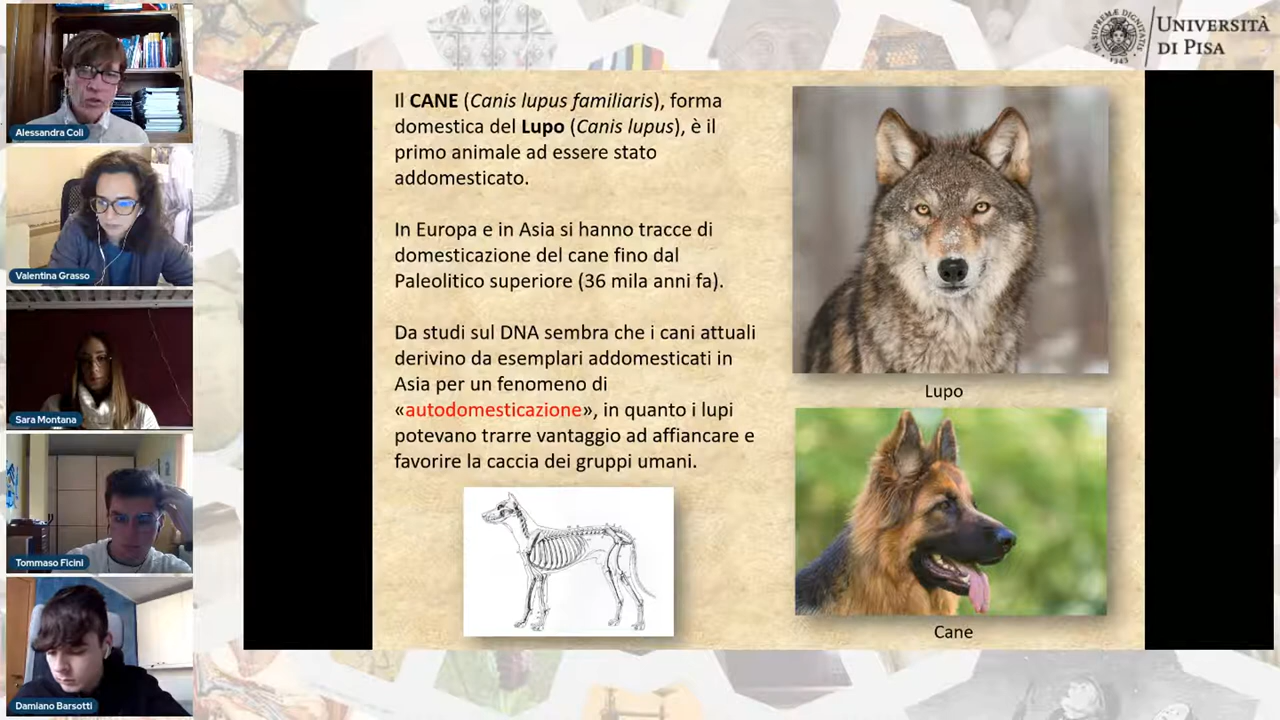 UNIVERSITÀ
DI PISA
1343
Alessandra Coli
Valentina Grasso
Sara Montana
Tommaso Ficini
Damiano Barsotti
Il CANE (Canis lupus familiaris), forma
domestica del Lupo (Canis lupus), è il
primo animale ad essere stato
addomesticato.
In Europa e in Asia si hanno tracce di
domesticazione del cane fino dal
Paleolitico superiore (36 mila anni fa).
Da studi sul DNA sembra che i cani attuali
derivino da esemplari addomesticati in
Asia per un fenomeno di
«autodomesticazione», in quanto i lupi
potevano trarre vantaggio ad affiancare e
favorire la caccia dei gruppi umani.
Lupo
Cane